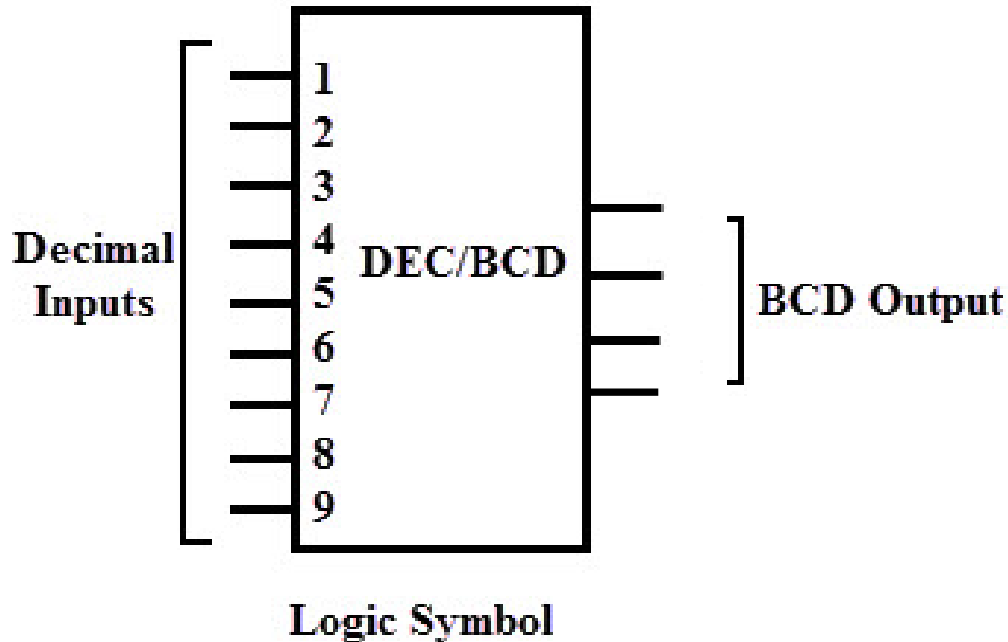 Decimal
Inputs
1
2
3
4
5
6
7
8
9
DEC/BCD
BCD Output
Logic Symbol